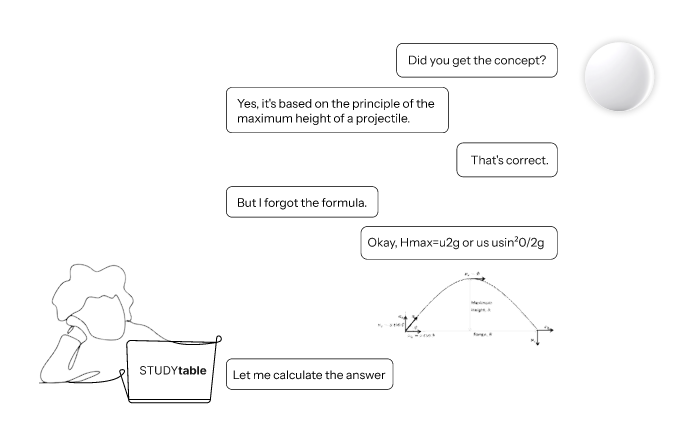 Did you get the concept?
Yes, it's based on the principle of the
maximum height of a projectile.
That's correct.
But I forgot the formula.
Okay, Hmax=u2g or us usin²0/2g
Maximum
Height, h
Range, R
STUDYtable
Let me calculate the answer